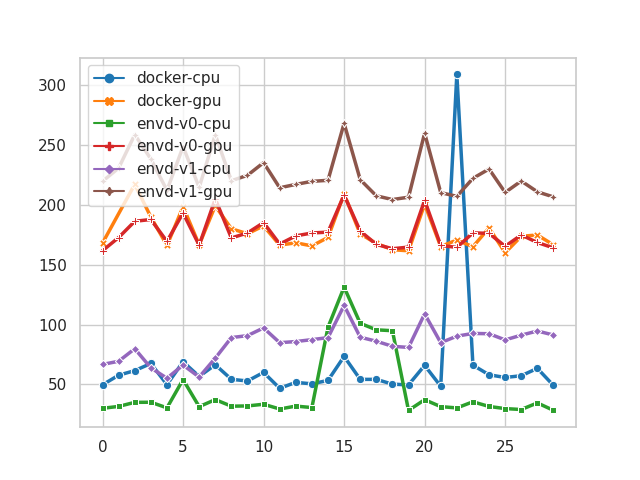 docker-cpu
docker-gpu
envd-v0-cpu
envd-v0-gpu
envd-v1-cpu
envd-v1-gpu
300
250
200
150
100
50
0 5 10 15 20 25